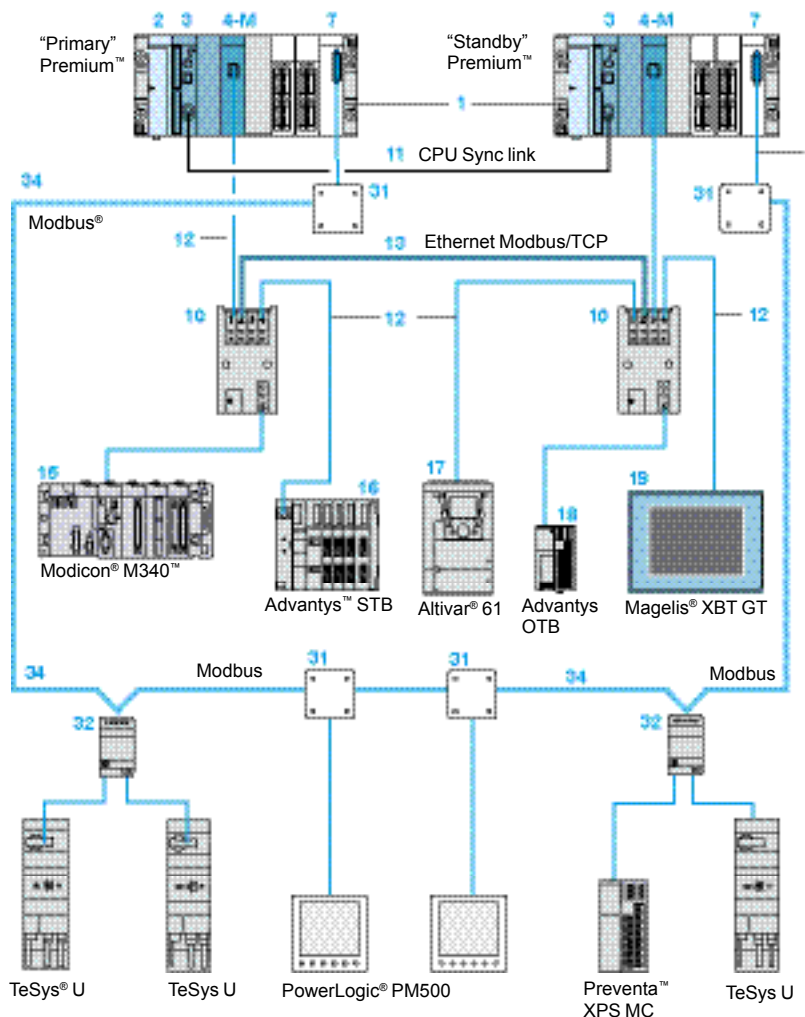 2 3 4-M 7
"Primary"
Premium™
3 4-M 7
"Standby"
Premium™
1
11 CPU Sync link
34
31
31
Modbus®
12
13 Ethernet Modbus/TCP
10
12
10
12
15
Modicon® M340™
16
Advantys™ STB
17
Altivar® 61
18
Advantys
OTB
19
Magelis® XBT GT
34
Modbus
31
31
34
Modbus
32
32
TeSys® U
TeSys U
PowerLogic® PM500
Preventa™
XPS MC
TeSys U